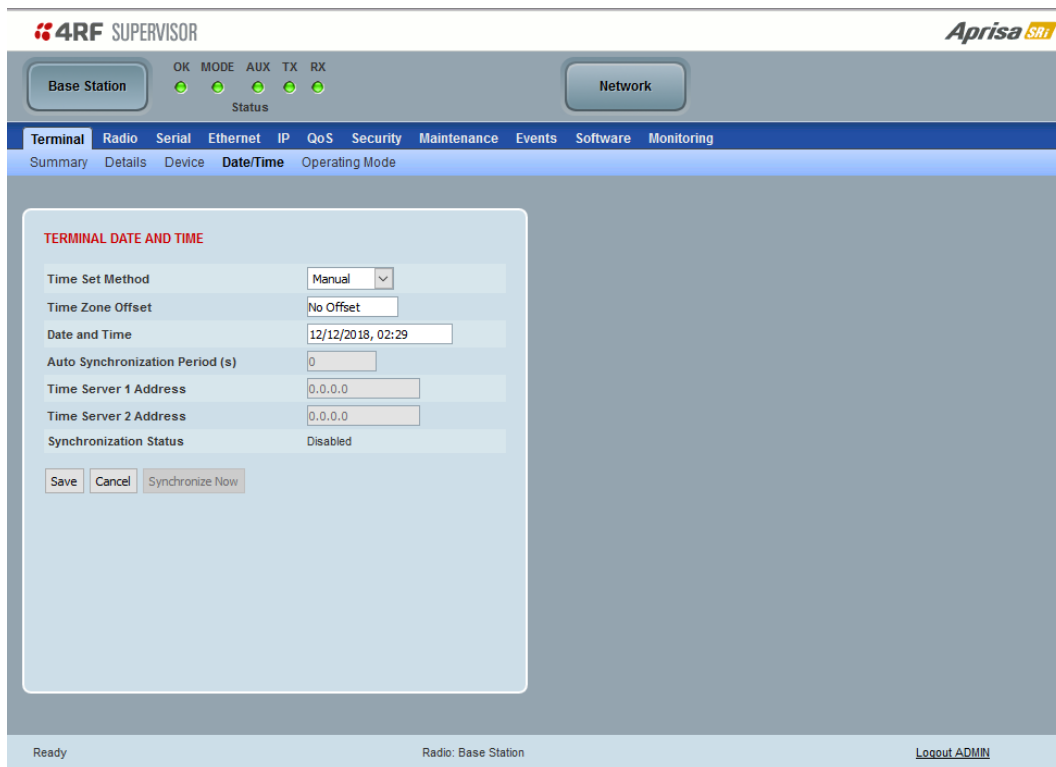 4RF SUPERVISOR
Aprisa SRi
Base Station
OK MODE AUX TX RX
Status
Network
Terminal Radio Serial Ethernet IP QoS Security Maintenance Events Software Monitoring
Summary Details Device Date/Time Operating Mode
TERMINAL DATE AND TIME
Time Set Method Manual
Time Zone Offset No Offset
Date and Time 12/12/2018, 02:29
Auto Synchronization Period (s) 0
Time Server 1 Address 0.0.0.0
Time Server 2 Address 0.0.0.0
Synchronization Status Disabled
Save Cancel Synchronize Now
Ready Radio: Base Station Logout ADMIN